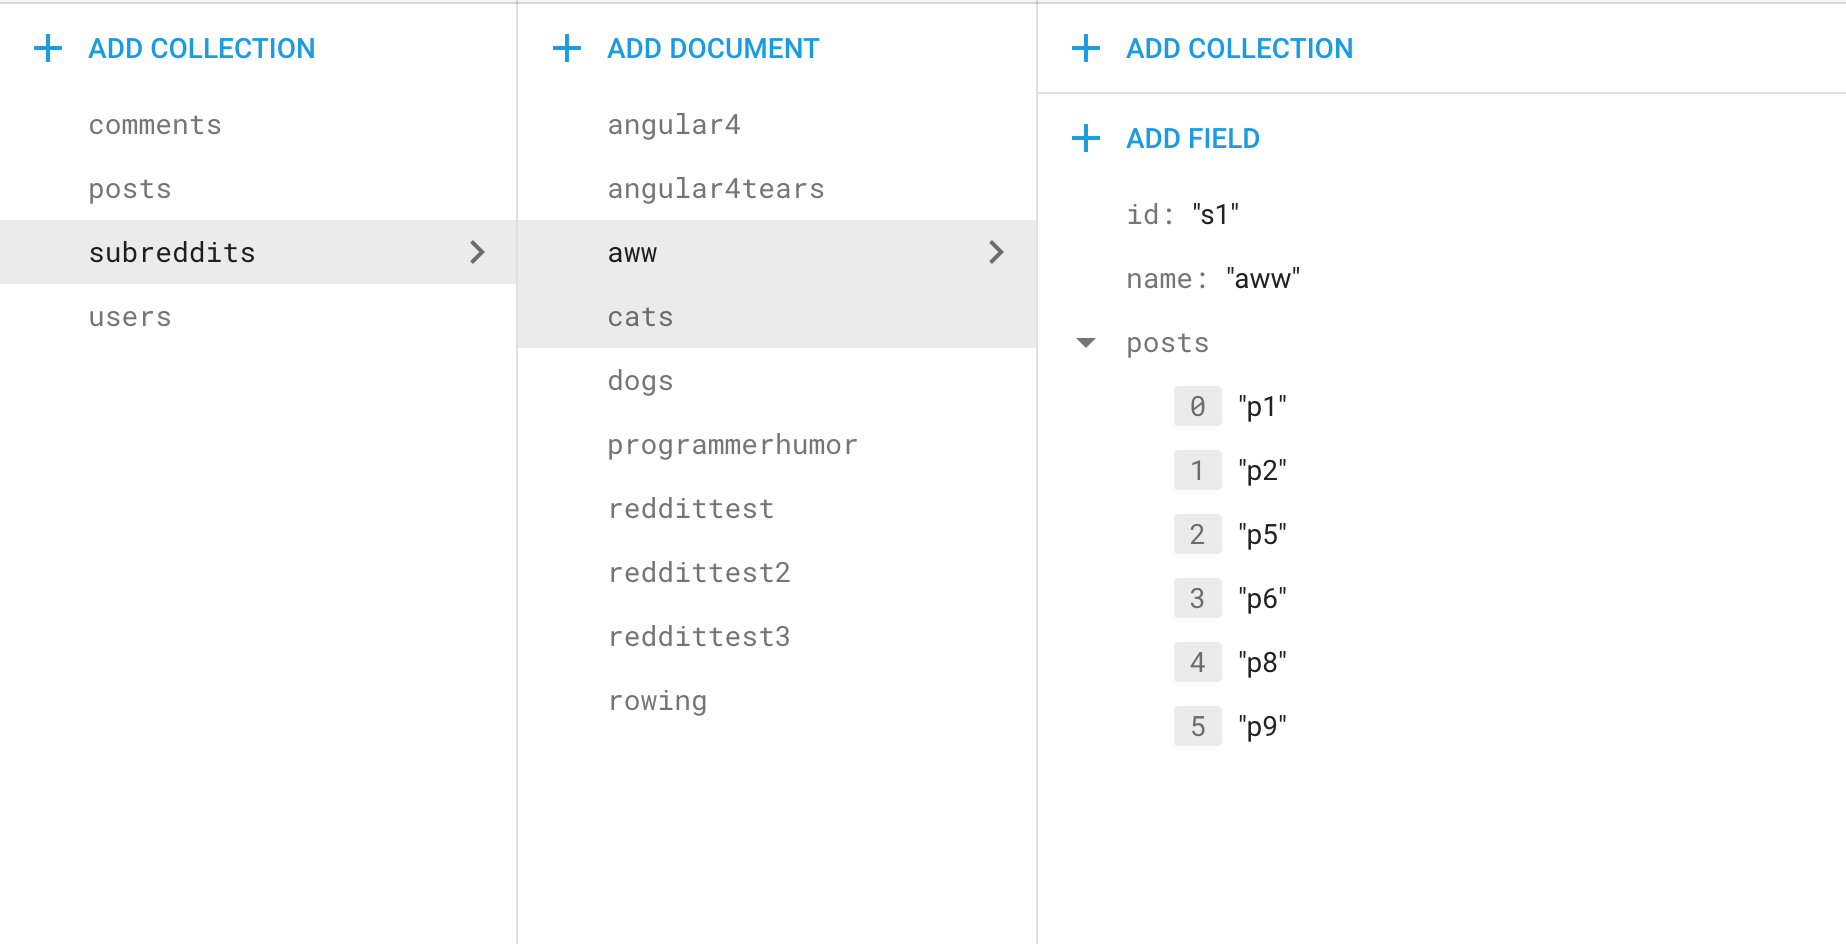 ADD COLLECTION
comments
posts
subreddits
users
ADD DOCUMENT
angular4
angular4tears
aww
cats
dogs
programmerhumor
reddittest
reddittest2
reddittest3
rowing
ADD COLLECTION
ADD FIELD
id: "s1"
name: "aww"
posts
0 "p1"
1 "p2"
2 "p5"
3 "p6"
4 "p8"
5 "p9"